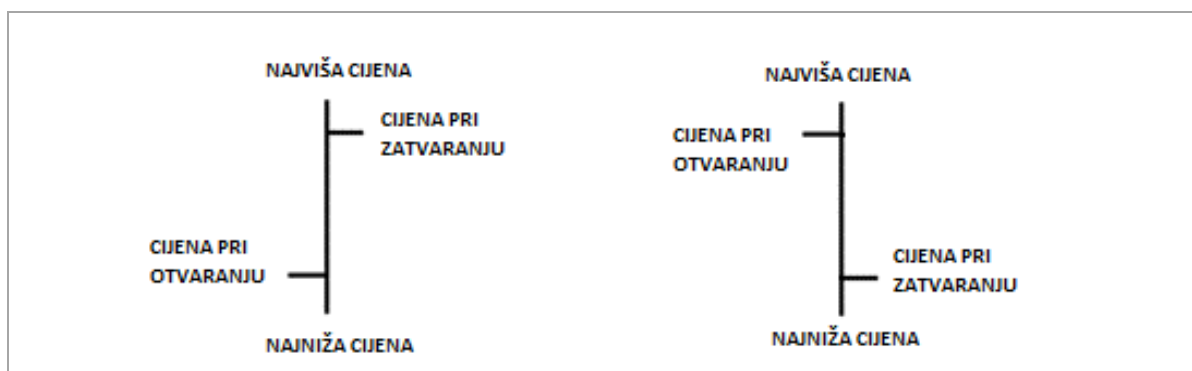 NAJVIŠA CIJENA
CIJENA PRI
ZATVARANJU
CIJENA PRI
OTVARANJU
NAJNIŽA CIJENA
NAJVIŠA CIJENA
CIJENA PRI
OTVARANJU
CIJENA PRI
ZATVARANJU
NAJNIŽA CIJENA